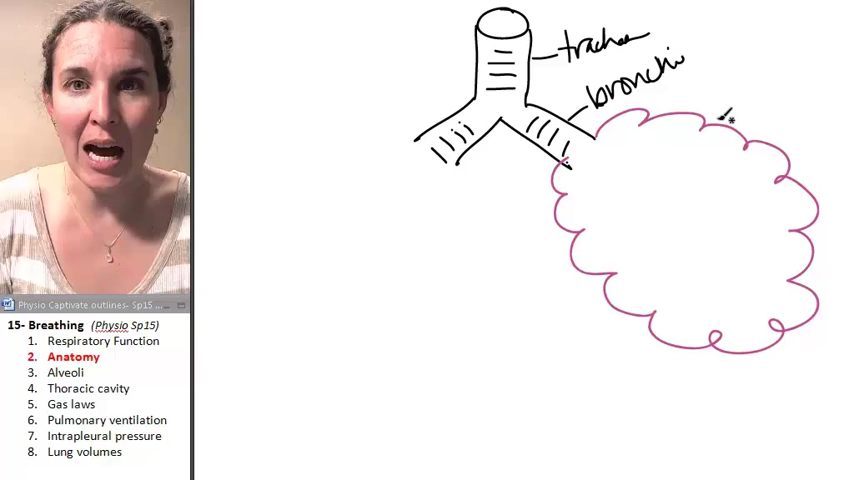 trachea
bronchi
Physio Captivate outlines- Sp15 ...
15- Breathing (Physio Sp15)
1. Respiratory Function
2. Anatomy
3. Alveoli
4. Thoracic cavity
5. Gas laws
6. Pulmonary ventilation
7. Intrapleural pressure
8. Lung volumes